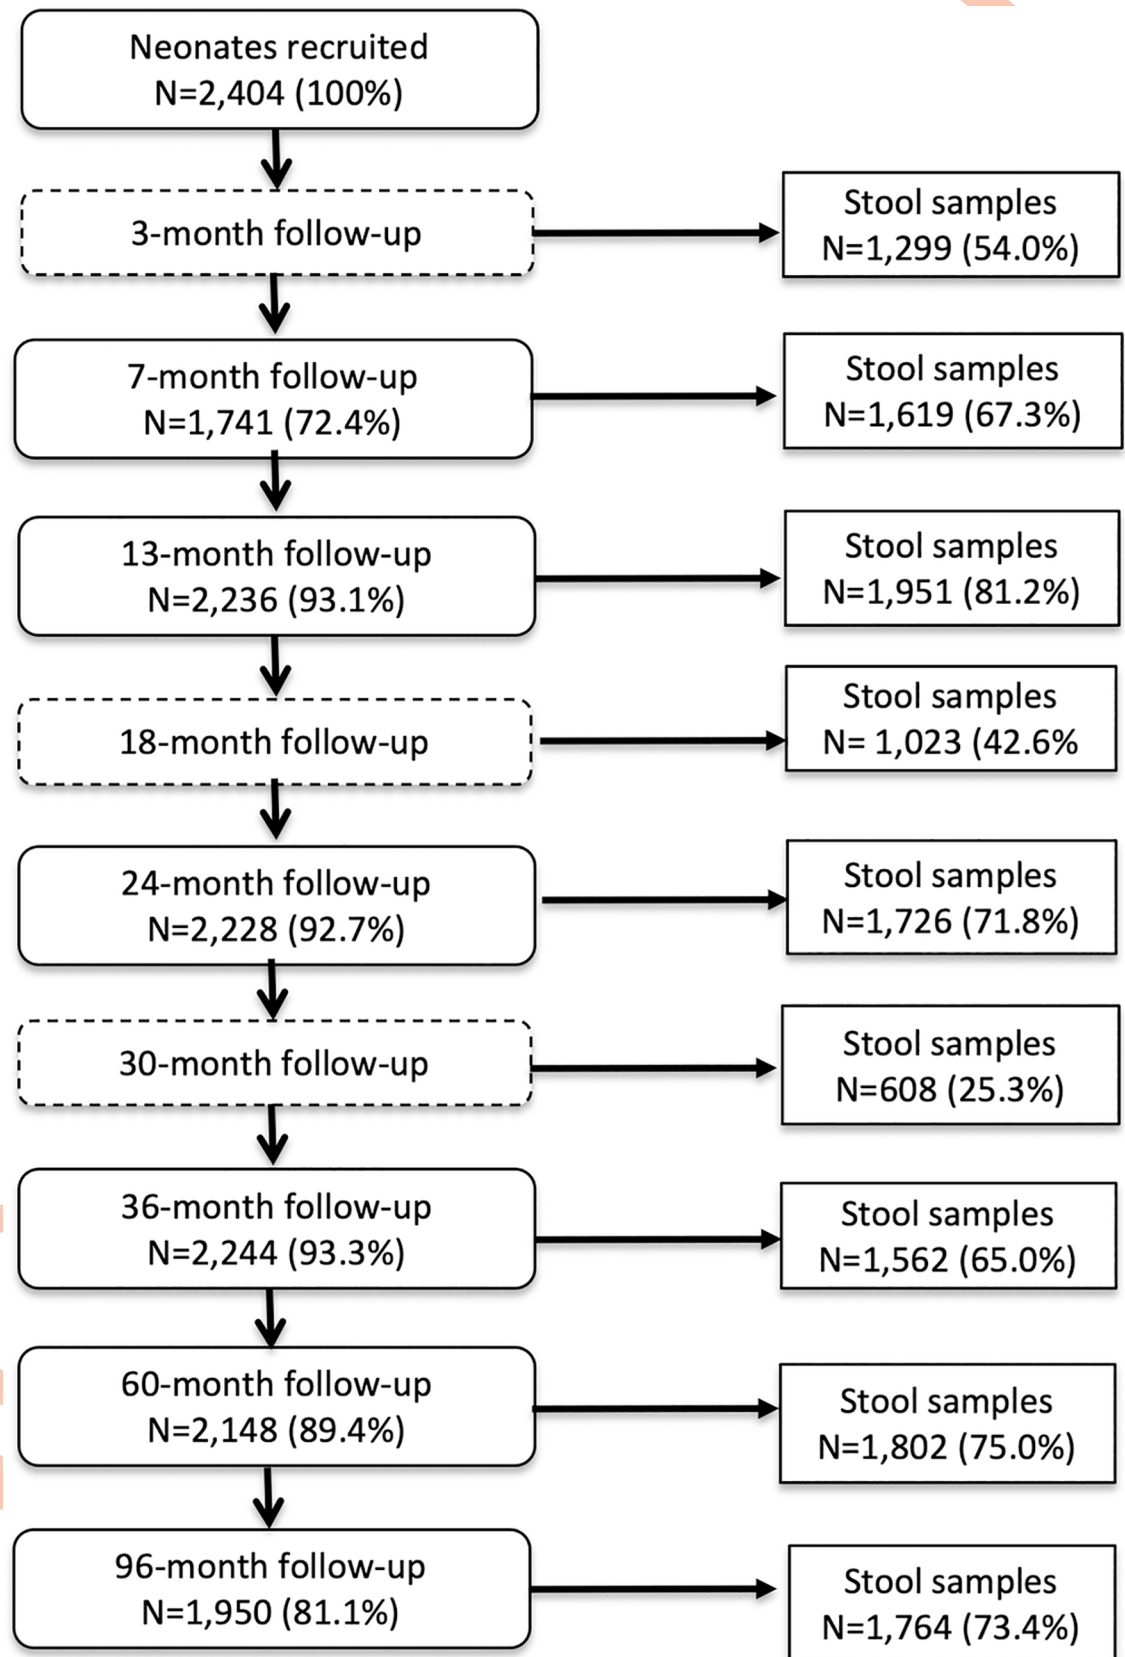 Neonates recruited
N=2,404 (100%)
3-month follow-up
Stool samples
N=1,299 (54.0%)
7-month follow-up
N=1,741 (72.4%)
Stool samples
N=1,619 (67.3%)
13-month follow-up
N=2,236 (93.1%)
Stool samples
N=1,951 (81.2%)
18-month follow-up
Stool samples
N= 1,023 (42.6%
24-month follow-up
N=2,228 (92.7%)
Stool samples
N=1,726 (71.8%)
30-month follow-up
Stool samples
N=608 (25.3%)
36-month follow-up
N=2,244 (93.3%)
Stool samples
N=1,562 (65.0%)
60-month follow-up
N=2,148 (89.4%)
Stool samples
N=1,802 (75.0%)
96-month follow-up
N=1,950 (81.1%)
Stool samples
N=1,764 (73.4%)